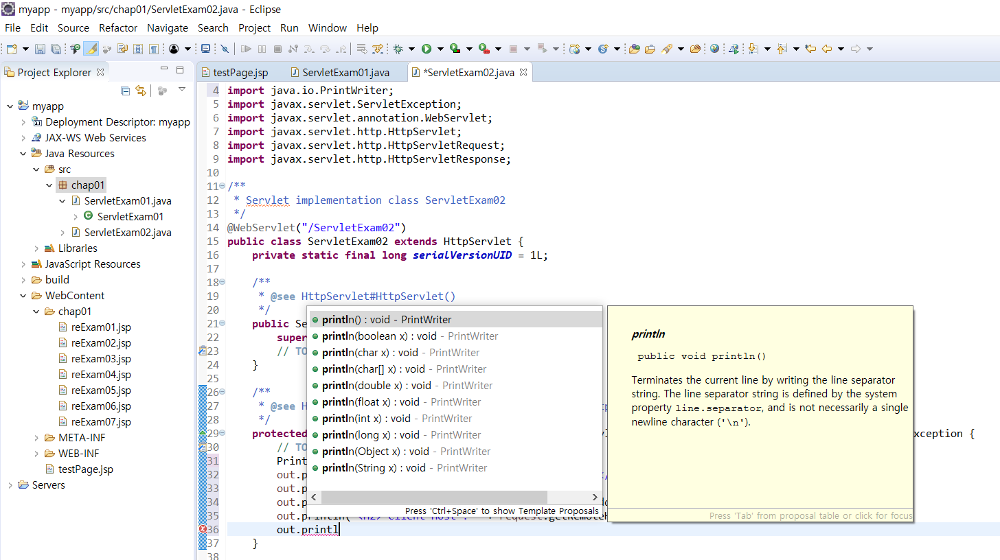 myapp - myapp/src/chap01/ServletExam02.java - Eclipse
File Edit Source Refactor Navigate Search Project Run Window Help
Project Explorer
myapp
Deployment Descriptor: myapp
JAX-WS Web Services
Java Resources
src
chap01
ServletExam01.java
ServletExam01
ServletExam02.java
Libraries
JavaScript Resources
build
WebContent
chap01
reExam01.jsp
reExam02.jsp
reExam03.jsp
reExam04.jsp
reExam05.jsp
reExam06.jsp
reExam07.jsp
META-INF
WEB-INF
testPage.jsp
Servers
testPage.jsp ServletExam01.java *ServletExam02.java
4 import java.io.PrintWriter;
5 import javax.servlet.ServletException;
6 import javax.servlet.annotation.WebServlet;
7 import javax.servlet.http.HttpServlet;
8 import javax.servlet.http.HttpServletRequest;
9 import javax.servlet.http.HttpServletResponse;
10
11 /**
12 * Servlet implementation class ServletExam02
13 */
14 @WebServlet("/ServletExam02")
15 public class ServletExam02 extends HttpServlet {
16 private static final long serialVersionUID = 1L;
17
18 /**
19 * @see HttpServlet#HttpServlet()
20 */
21 public Se
22 super
23 // TO
24 }
25
26 /**
27 * @see H
28 */
29 protected xception {
30 // TO
31 Print
32 out.p
33 out.p
34 out.p
35 out.println("<h2> Client Host : " + request.getRemoteH
36 out.printl
37 }
38
println() : void - PrintWriter
println(boolean x) : void - PrintWriter
println(char x) : void - PrintWriter
println(char[] x) : void - PrintWriter
println(double x) : void - PrintWriter
println(float x) : void - PrintWriter
println(int x) : void - PrintWriter
println(long x) : void - PrintWriter
println(Object x) : void - PrintWriter
println(String x) : void - PrintWriter
Press 'Ctrl+Space' to show Template Proposals
println
public void println()
Terminates the current line by writing the line separator
string. The line separator string is defined by the system
property line.separator, and is not necessarily a single
newline character ('\n').
Press 'Tab' from proposal table or click for focus